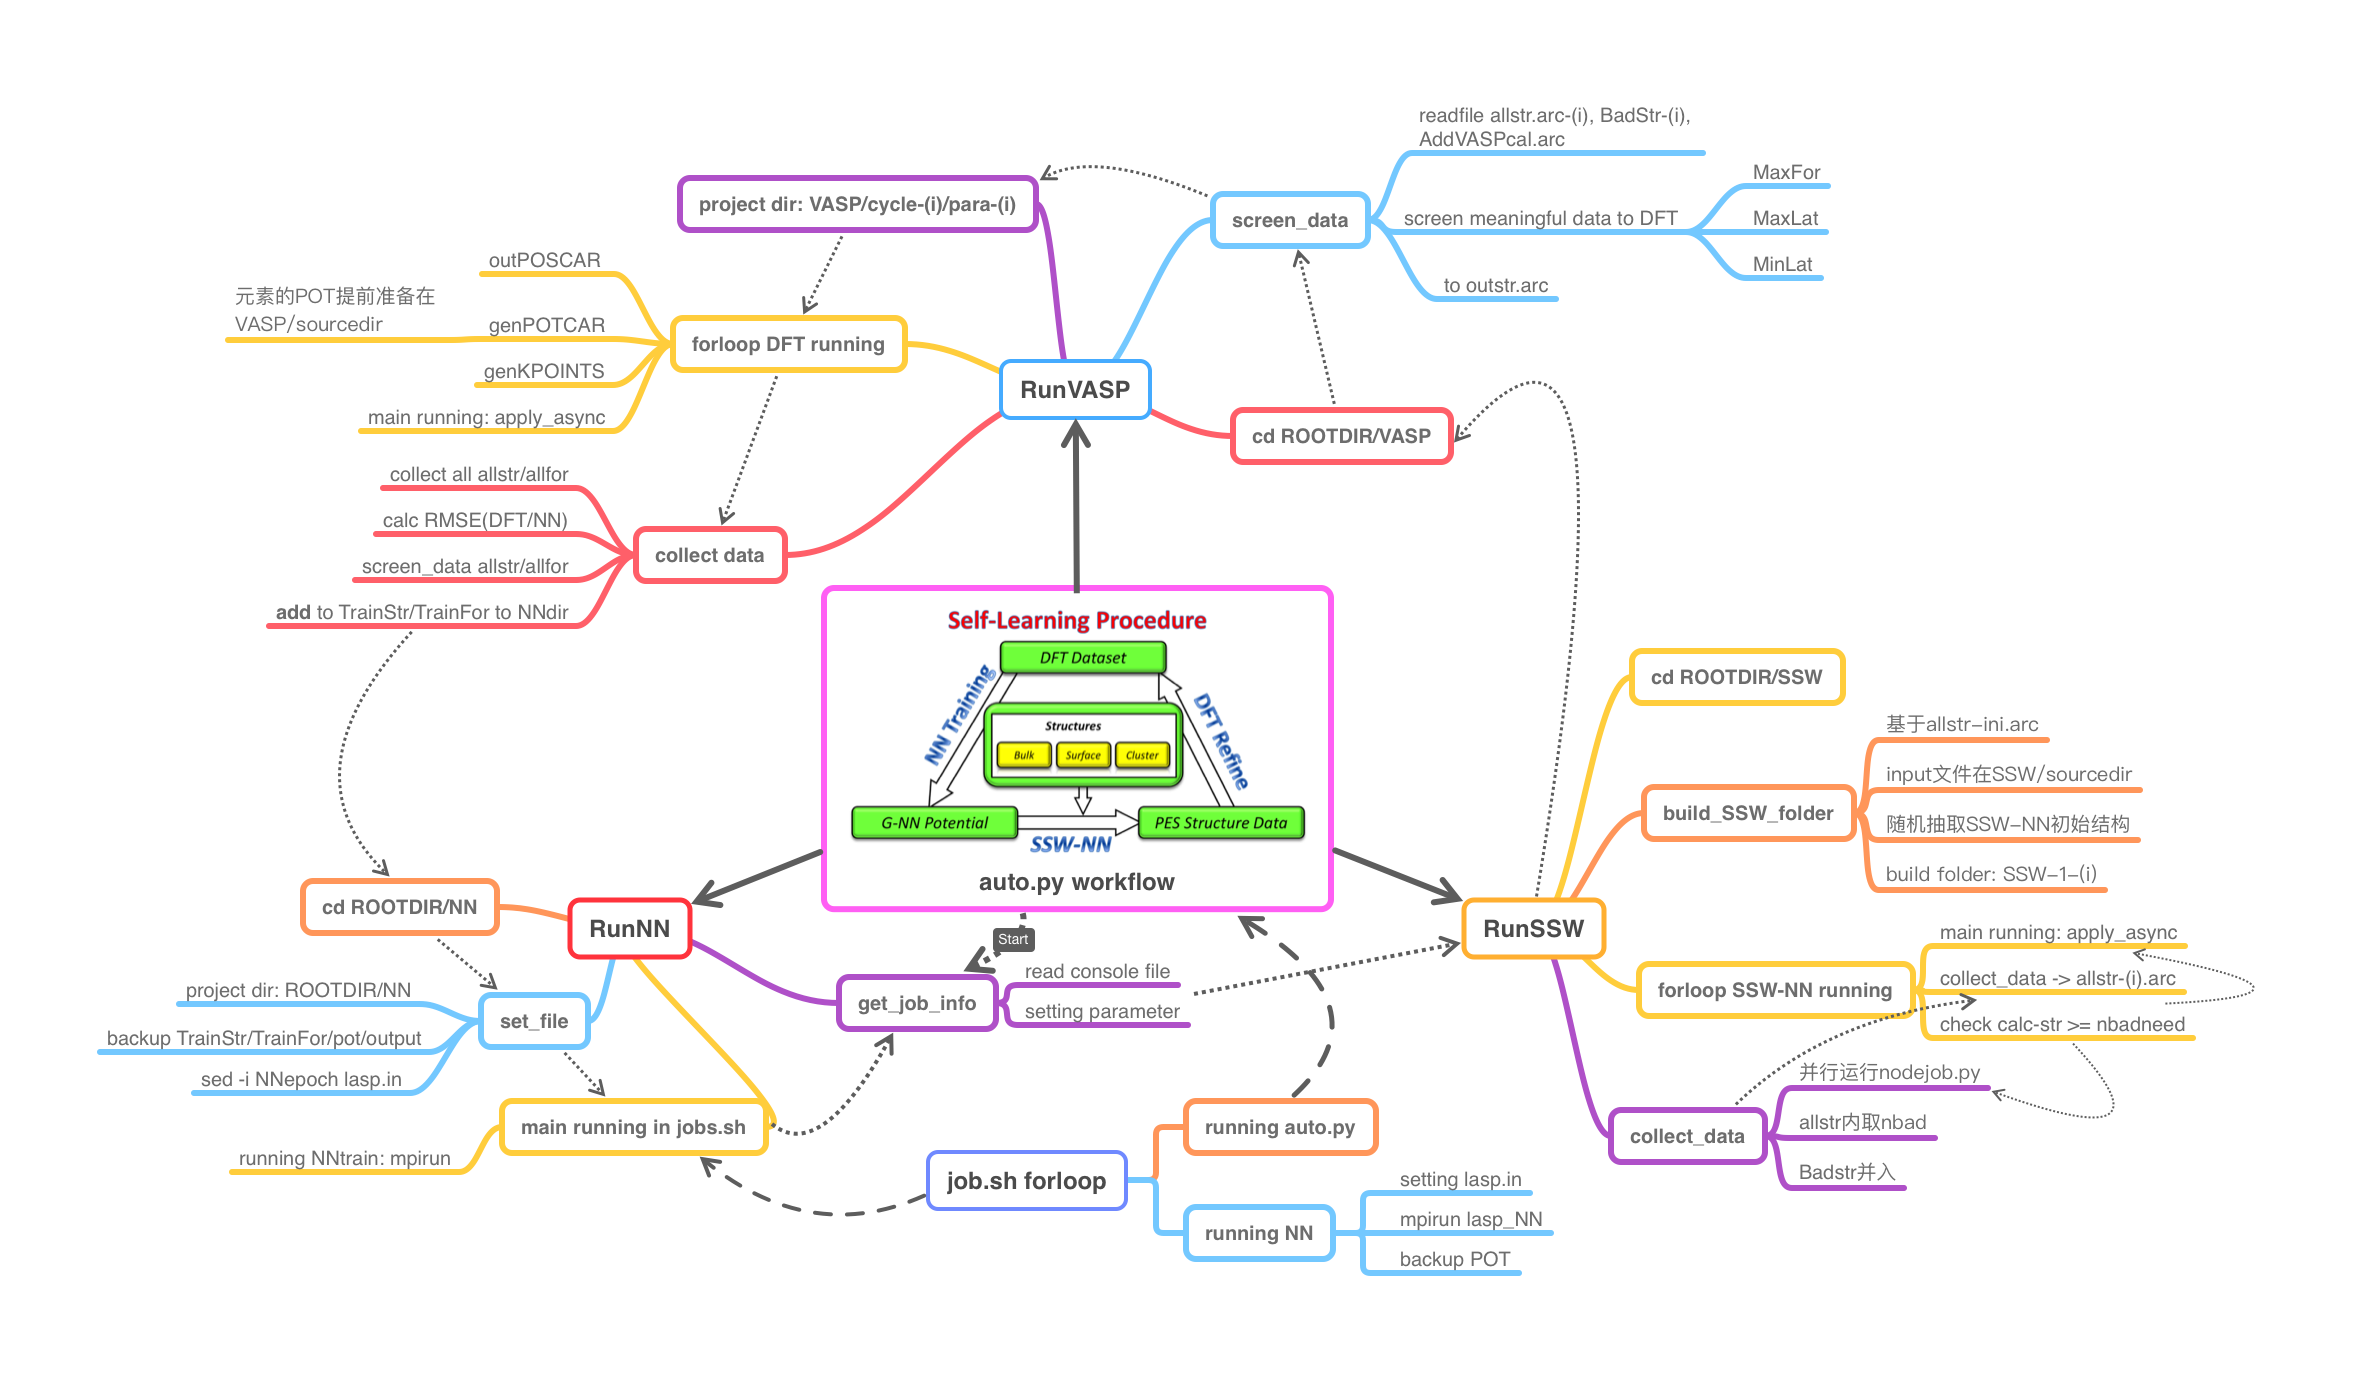 readfile allstr.arc-(i), BadStr-(i),
AddVASPcal.arc
MaxFor
screen meaningful data to DFT
MaxLat
MinLat
to outstr.arc
screen_data
project dir: VASP/cycle-(i)/para-(i)
outPOSCAR
元素的POT提前准备在
VASP/sourcedir
genPOTCAR
genKPOINTS
main running: apply_async
forloop DFT running
RunVASP
cd ROOTDIR/VASP
collect all allstr/allfor
calc RMSE(DFT/NN)
screen_data allstr/allfor
add to TrainStr/TrainFor to NNdir
collect data
Self-Learning Procedure
DFT Dataset
NN Training
DFT Refine
Structures
Bulk
Surface
Cluster
G-NN Potential
PES Structure Data
SSW-NN
auto.py workflow
Start
cd ROOTDIR/SSW
build_SSW_folder
基于allstr-ini.arc
input文件在SSW/sourcedir
随机抽取SSW-NN初始结构
build folder: SSW-1-(i)
RunSSW
forloop SSW-NN running
main running: apply_async
collect_data -> allstr-(i).arc
check calc-str >= nbadneed
collect_data
并行运行nodejob.py
allstr内取nbad
Badstr并入
cd ROOTDIR/NN
RunNN
get_job_info
read console file
setting parameter
set_file
project dir: ROOTDIR/NN
backup TrainStr/TrainFor/pot/output
sed -i NNepoch lasp.in
main running in jobs.sh
running NNtrain: mpirun
job.sh forloop
running auto.py
running NN
setting lasp.in
mpirun lasp_NN
backup POT